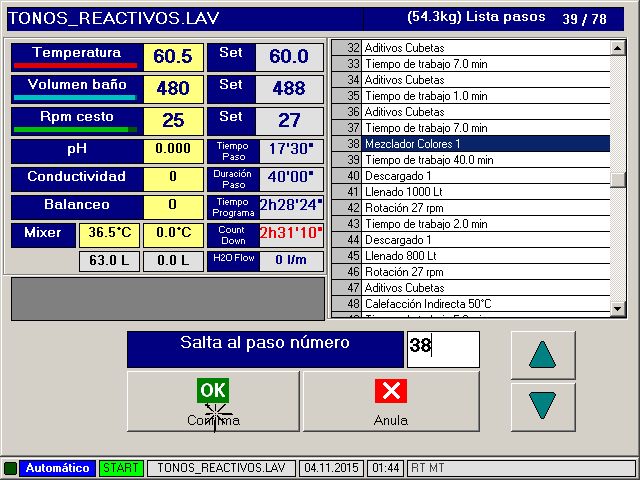 TONOS_REACTIVOS.LAV (54.3kg) Lista pasos 39 / 78
Temperatura 60.5 Set 60.0
Volumen baño 480 Set 488
Rpm cesto 25 Set 27
pH 0.000 Tiempo Paso 17'30"
Conductividad 0 Duración Paso 40'00"
Balanceo 0 Tiempo Programa 2h28'24"
Mixer 36.5°C 0.0°C Count Down 2h31'10"
63.0 L 0.0 L H2O Flow 0 l/m
32 Aditivos Cubetas
33 Tiempo de trabajo 7.0 min
34 Aditivos Cubetas
35 Tiempo de trabajo 1.0 min
36 Aditivos Cubetas
37 Tiempo de trabajo 7.0 min
38 Mezclador Colores 1
39 Tiempo de trabajo 40.0 min
40 Descargado 1
41 Llenado 1000 Lt
42 Rotación 27 rpm
43 Tiempo de trabajo 2.0 min
44 Descargado 1
45 Llenado 800 Lt
46 Rotación 27 rpm
47 Aditivos Cubetas
48 Calefacción Indirecta 50°C
Salta al paso número 38
OK
Confirma
Anula
Automático START TONOS_REACTIVOS.LAV 04.11.2015 01:44 RT MT